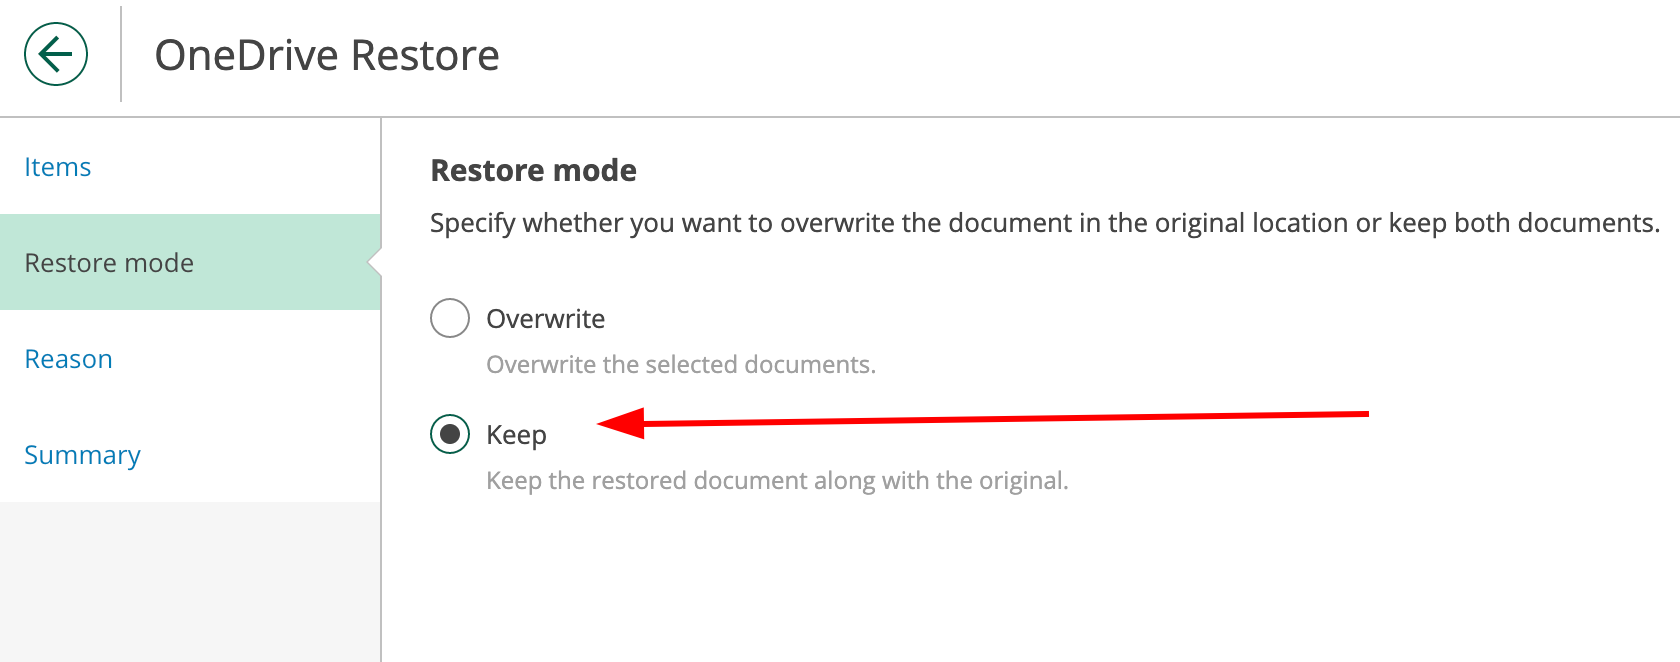 OneDrive Restore
Items
Restore mode
Reason
Summary
Restore mode
Specify whether you want to overwrite the document in the original location or keep both documents.
Overwrite
Overwrite the selected documents.
Keep
Keep the restored document along with the original.